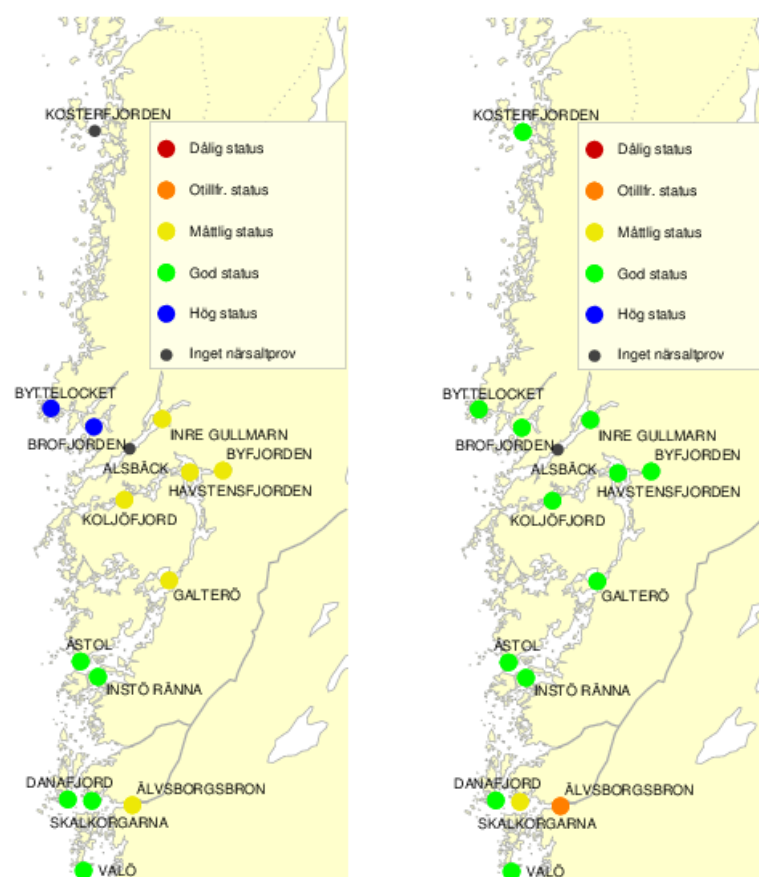 KOSTERFJORDEN
Dålig status
Otillfr. status
Måttlig status
God status
Hög status
Inget närsaltprov
BYTTELOCKET
BROFJORDEN
INRE GULLMARN
ALSBÄCK
BYFJORDEN
HAVSTENSFJORDEN
KOLJÖFJORD
GALTERÖ
ÅSTOL
INSTÖ RÄNNA
DANAFJORD
ÄLVSBORGSBRON
SKALKORGARNA
VALÖ
KOSTERFJORDEN
Dålig status
Otillfr. status
Måttlig status
God status
Hög status
Inget närsaltprov
BYTTELOCKET
BROFJORDEN
INRE GULLMARN
ALSBÄCK
BYFJORDEN
HAVSTENSFJORDEN
KOLJÖFJORD
GALTERÖ
ÅSTOL
INSTÖ RÄNNA
DANAFJORD
ÄLVSBORGSBRON
SKALKORGARNA
VALÖ